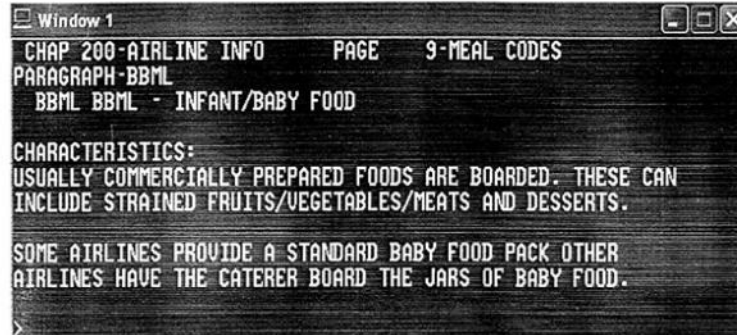 Window 1
CHAP 200-AIRLINE INFO PAGE 9-MEAL CODES
PARAGRAPH-BBML
BBML BBML - INFANT/BABY FOOD
CHARACTERISTICS:
USUALLY COMMERCIALLY PREPARED FOODS ARE BOARDED. THESE CAN
INCLUDE STRAINED FRUITS/VEGETABLES/MEATS AND DESSERTS.
SOME AIRLINES PROVIDE A STANDARD BABY FOOD PACK OTHER
AIRLINES HAVE THE CATERER BOARD THE JARS OF BABY FOOD.
>